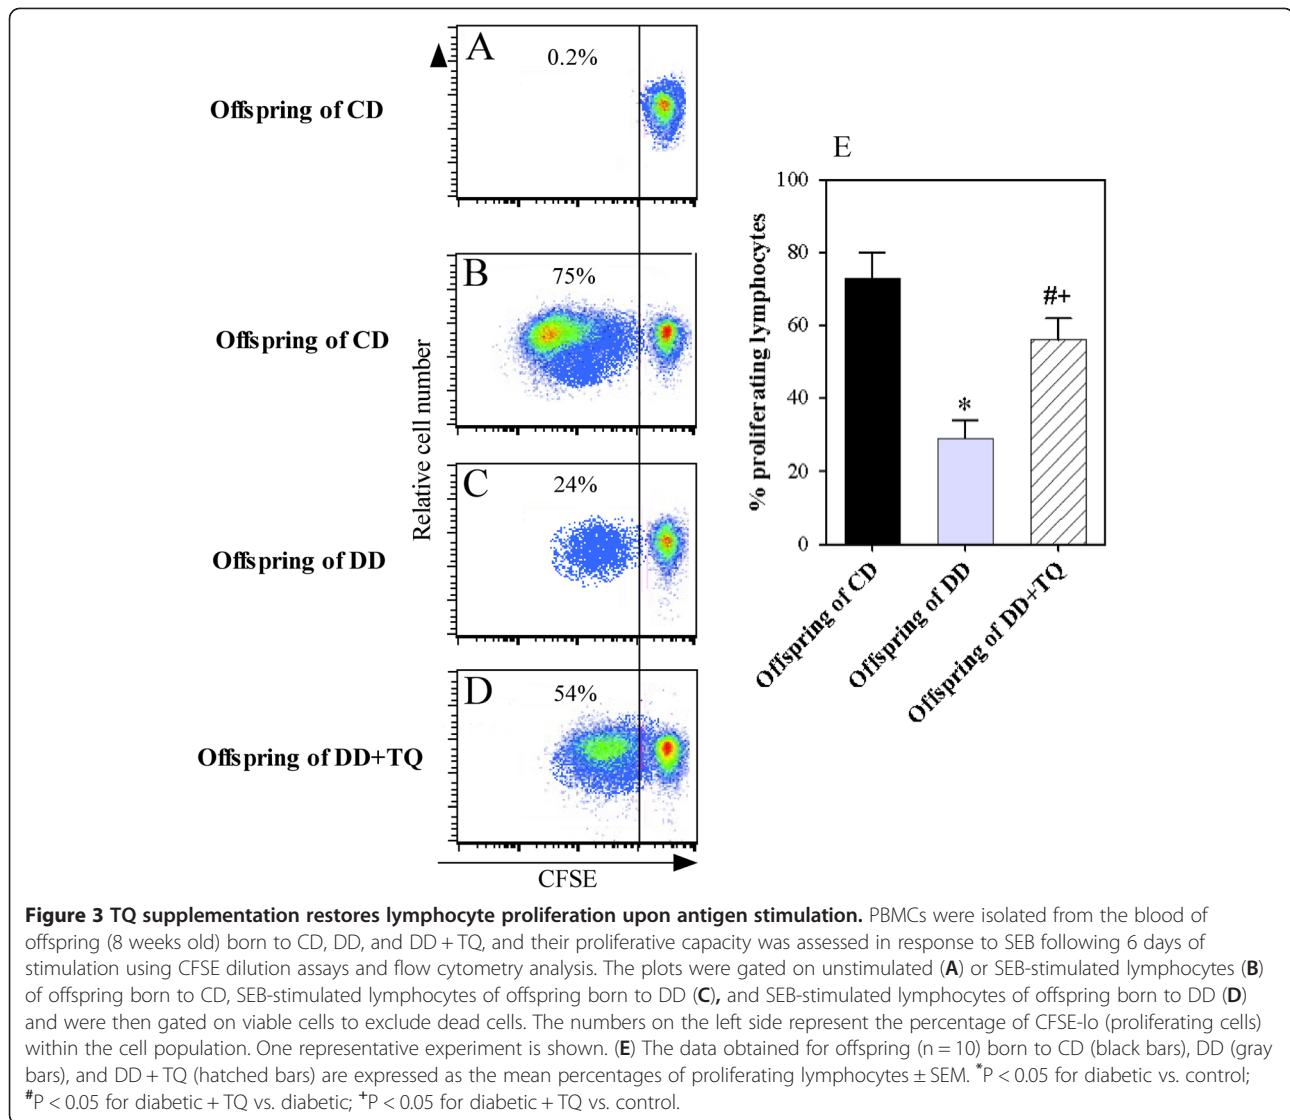 A
0.2%
Offspring of CD
B
75%
Offspring of CD
C
24%
Offspring of DD
D
54%
Offspring of DD+TQ
Relative cell number
CFSE
E
100
80
60
40
20
0
% proliferating lymphocytes
*
#+
Offspring of CD
Offspring of DD
Offspring of DD+TQ
Figure 3 TQ supplementation restores lymphocyte proliferation upon antigen stimulation. PBMCs were isolated from the blood of
offspring (8 weeks old) born to CD, DD, and DD + TQ, and their proliferative capacity was assessed in response to SEB following 6 days of
stimulation using CFSE dilution assays and flow cytometry analysis. The plots were gated on unstimulated (A) or SEB-stimulated lymphocytes (B)
of offspring born to CD, SEB-stimulated lymphocytes of offspring born to DD (C), and SEB-stimulated lymphocytes of offspring born to DD (D)
and were then gated on viable cells to exclude dead cells. The numbers on the left side represent the percentage of CFSE-lo (proliferating cells)
within the cell population. One representative experiment is shown. (E) The data obtained for offspring (n = 10) born to CD (black bars), DD (gray
bars), and DD + TQ (hatched bars) are expressed as the mean percentages of proliferating lymphocytes ± SEM. *P < 0.05 for diabetic vs. control;
#P < 0.05 for diabetic + TQ vs. diabetic; +P < 0.05 for diabetic + TQ vs. control.